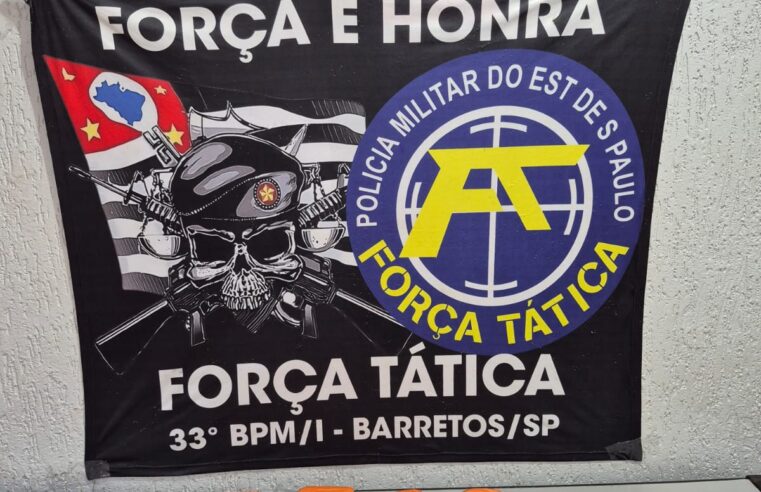 FORÇA E HONRA
POLICIA MILITAR DO EST DE S PAULO
FT
FORÇA TÁTICA
FORÇA TÁTICA
33° BPM/I - BARRETOS/SP